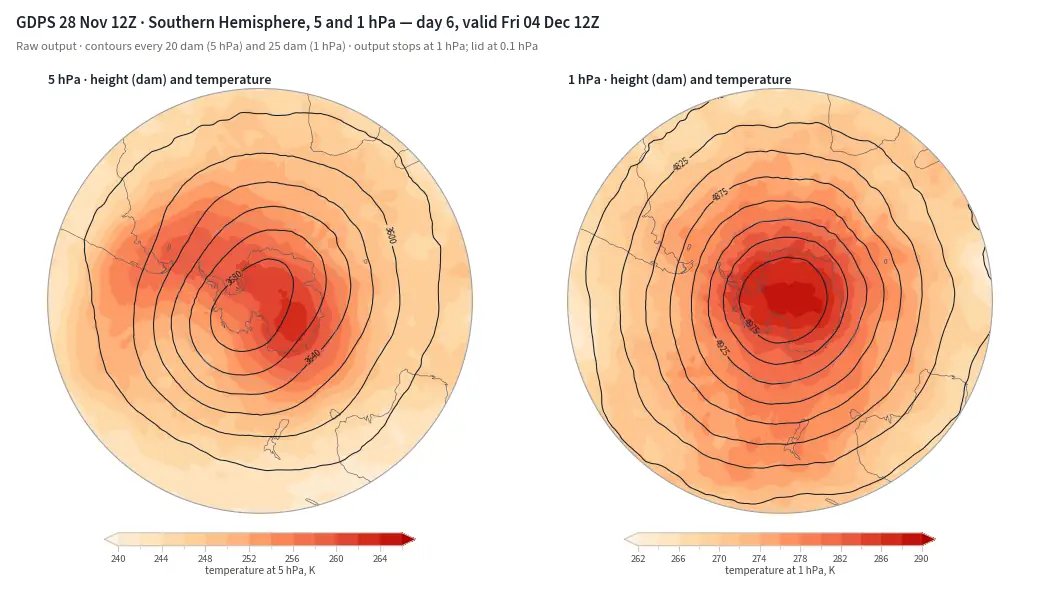 GDPS 28 Nov 12Z · Southern Hemisphere, 5 and 1 hPa — day 6, valid Fri 04 Dec 12Z
Raw output · contours every 20 dam (5 hPa) and 25 dam (1 hPa) · output stops at 1 hPa; lid at 0.1 hPa
5 hPa · height (dam) and temperature
1 hPa · height (dam) and temperature
3600
3680
3640
4825
4875
4975
4925
240 244 248 252 256 260 264
temperature at 5 hPa, K
262 266 270 274 278 282 286 290
temperature at 1 hPa, K